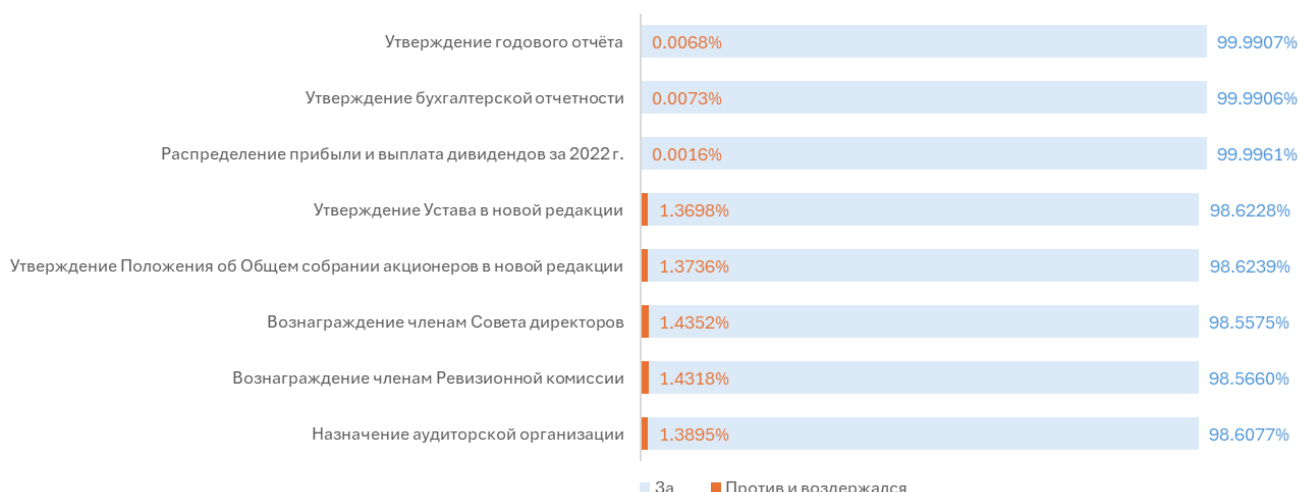 Утверждение годового отчёта 0.0068% 99.9907%
Утверждение бухгалтерской отчетности 0.0073% 99.9906%
Распределение прибыли и выплата дивидендов за 2022 г. 0.0016% 99.9961%
Утверждение Устава в новой редакции 1.3698% 98.6228%
Утверждение Положения об Общем собрании акционеров в новой редакции 1.3736% 98.6239%
Вознаграждение членам Совета директоров 1.4352% 98.5575%
Вознаграждение членам Ревизионной комиссии 1.4318% 98.5660%
Назначение аудиторской организации 1.3895% 98.6077%
За Против и воздержался